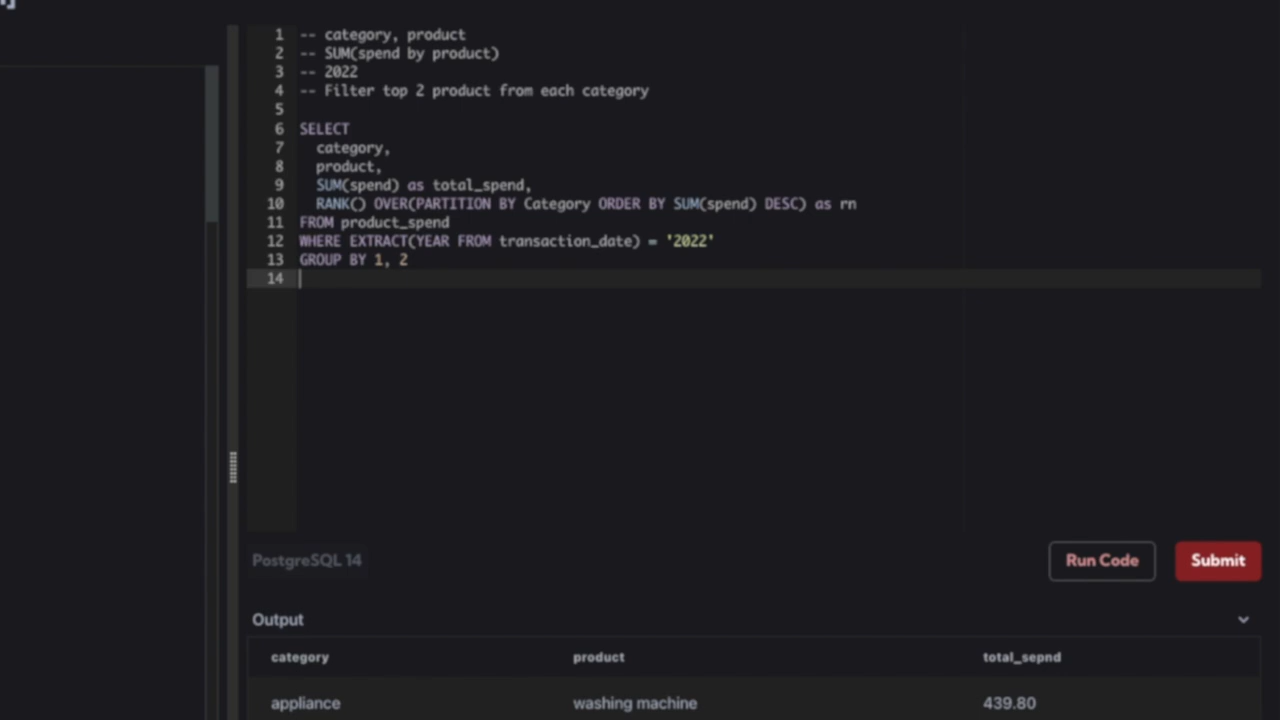 1 -- category, product
2 -- SUM(spend by product)
3 -- 2022
4 -- Filter top 2 product from each category
5
6 SELECT
7 category,
8 product,
9 SUM(spend) as total_spend,
10 RANK() OVER(PARTITION BY Category ORDER BY SUM(spend) DESC) as rn
11 FROM product_spend
12 WHERE EXTRACT(YEAR FROM transaction_date) = '2022'
13 GROUP BY 1, 2
14
PostgreSQL 14
Run Code Submit
Output
category product total_sepnd
appliance washing machine 439.80